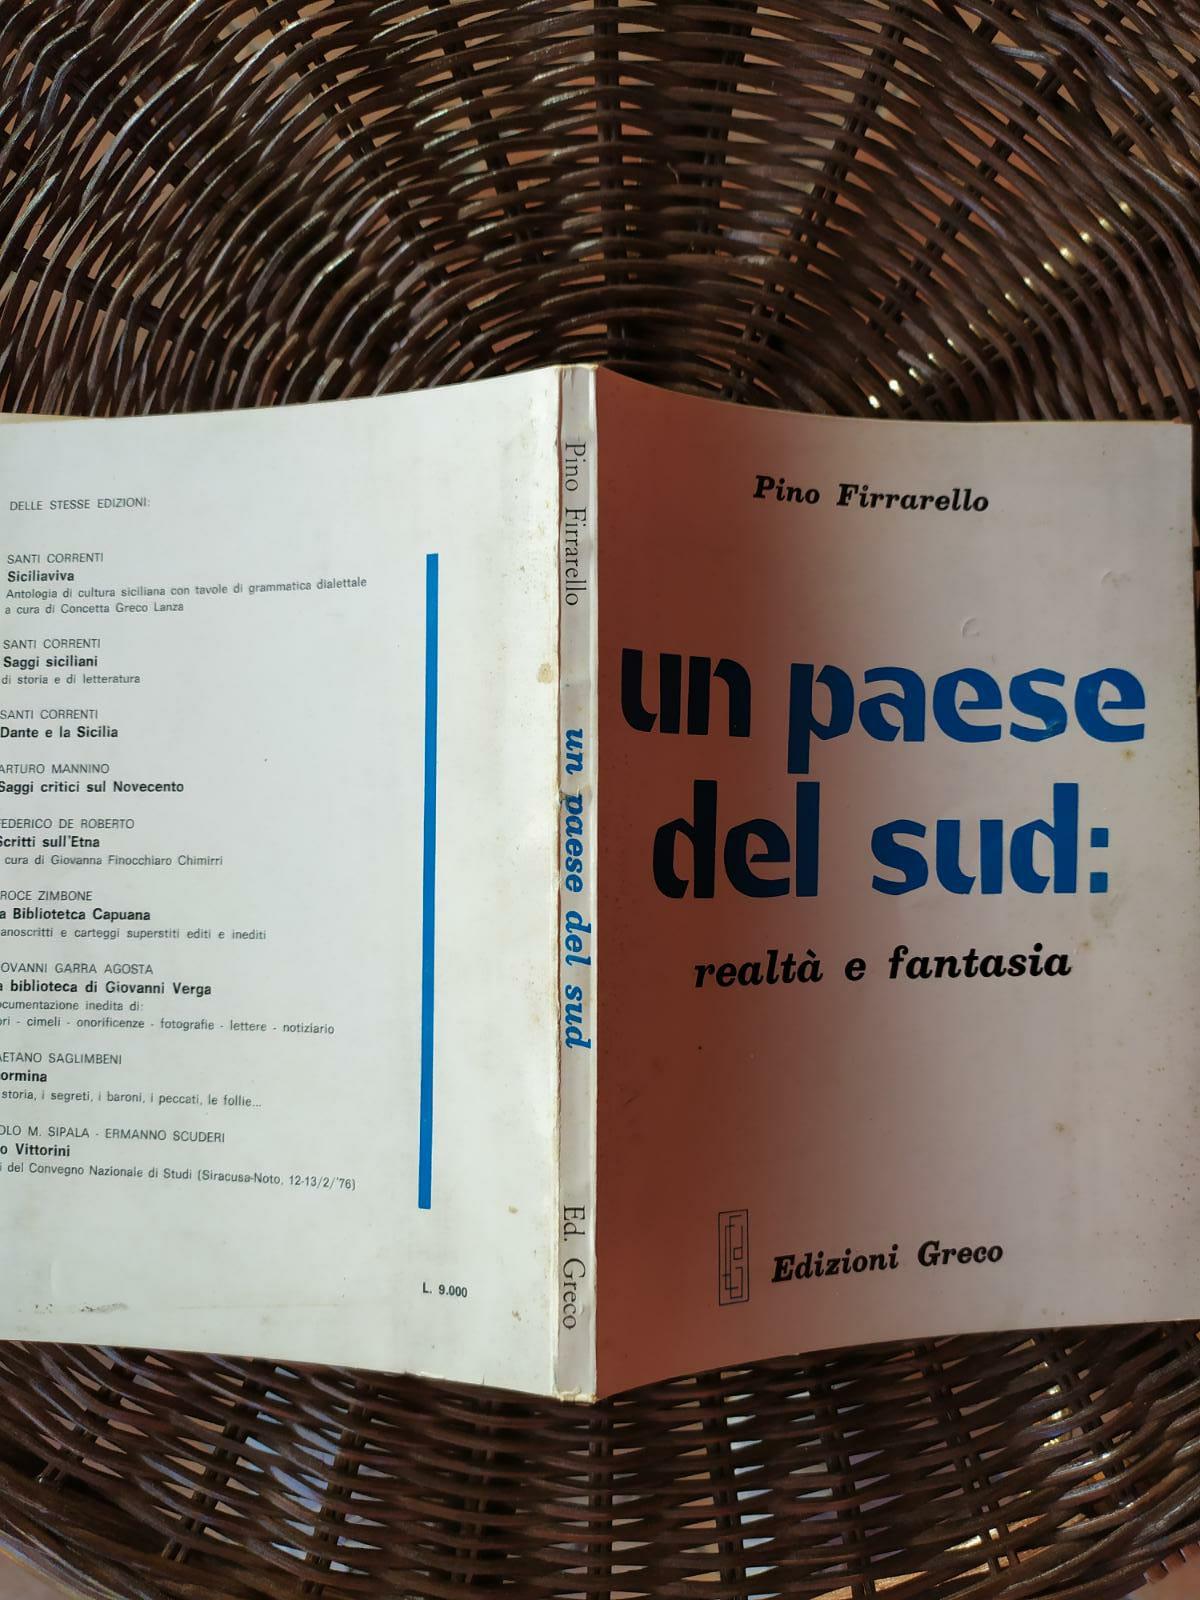 DELLE STESSE EDIZIONI:
SANTI CORRENTI
Siciliaviva
Antologia di cultura siciliana con tavole di grammatica dialettale
a cura di Concetta Greco Lanza
SANTI CORRENTI
Saggi siciliani
di storia e di letteratura
SANTI CORRENTI
Dante e la Sicilia
ARTURO MANNINO
Saggi critici sul Novecento
FEDERICO DE ROBERTO
Scritti sull'Etna
cura di Giovanna Finocchiaro Chimirri
ROCE ZIMBONE
a Bibliotetca Capuana
anoscritti e carteggi superstiti editi e inediti
OVANNI GARRA AGOSTA
a biblioteca di Giovanni Verga
ocumentazione inedita di:
ori - cimeli - onorificenze - fotografie - lettere - notiziario
AETANO SAGLIMBENI
ormina
storia, i segreti, i baroni, i peccati, le follie...
OLO M. SIPALA - ERMANNO SCUDERI
o Vittorini
i del Convegno Nazionale di Studi (Siracusa-Noto, 12-13/2/'76)
L. 9.000
Pino Firrarello
un paese del sud
Ed. Greco
Pino Firrarello
un paese
del sud:
realtà e fantasia
Edizioni Greco